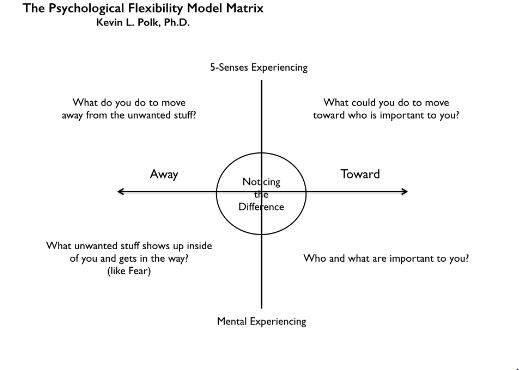 The Psychological Flexibility Model Matrix
Kevin L. Polk, Ph.D.
5-Senses Experiencing
What do you do to move
away from the unwanted stuff?
What could you do to move
toward who is important to you?
Away
Toward
Noticing
the
Difference
What unwanted stuff shows up inside
of you and gets in the way?
(like Fear)
Who and what are important to you?
Mental Experiencing